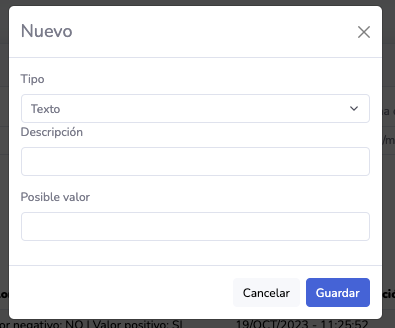 Nuevo
Tipo
Texto
Descripción
Posible valor
Cancelar
Guardar
or negativo: NO | Valor positivo: SI
19/OCT/2023 - 11:25:52